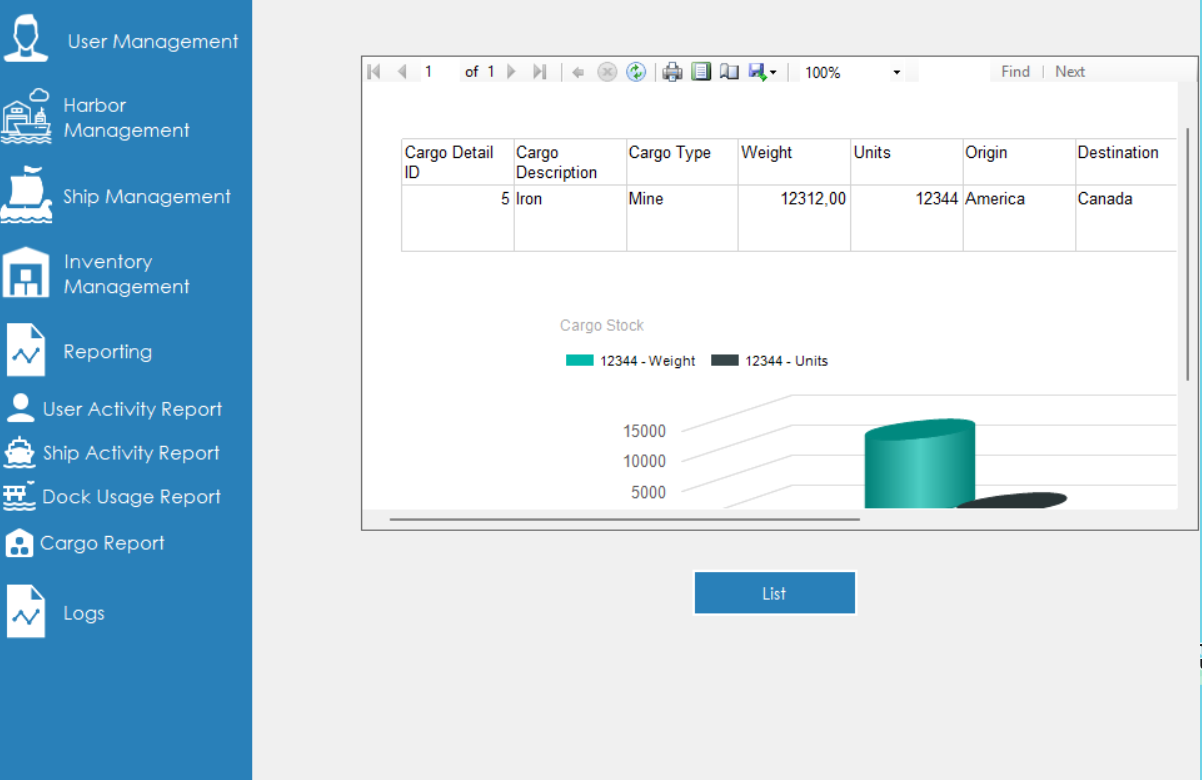 User Management
Harbor
Management
Ship Management
Inventory
Management
Reporting
User Activity Report
Ship Activity Report
Dock Usage Report
Cargo Report
Logs
1 of 1 100% Find | Next
Cargo Detail ID Cargo Description Cargo Type Weight Units Origin Destination
5 Iron Mine 12312,00 12344 America Canada
Cargo Stock
12344 - Weight 12344 - Units
15000
10000
5000
List